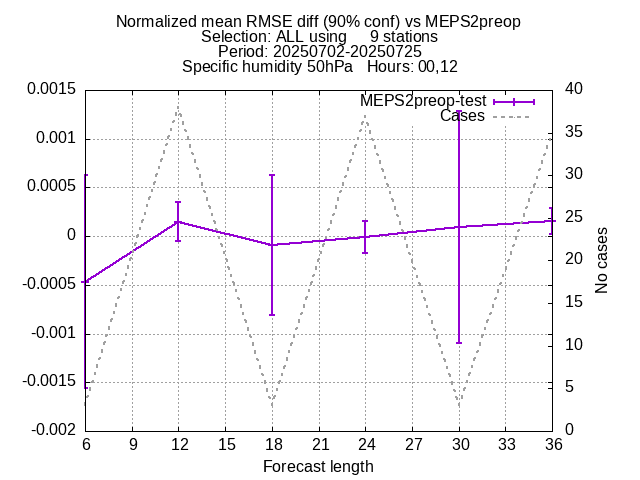 Normalized mean RMSE diff (90% conf) vs MEPS2preop
Selection: ALL using 9 stations
Period: 20250702-20250725
Specific humidity 50hPa Hours: 00,12
MEPS2preop-test
Cases
0.0015
0.001
0.0005
0
-0.0005
-0.001
-0.0015
-0.002
40
35
30
25
20
15
10
5
0
No cases
6 9 12 15 18 21 24 27 30 33 36
Forecast length